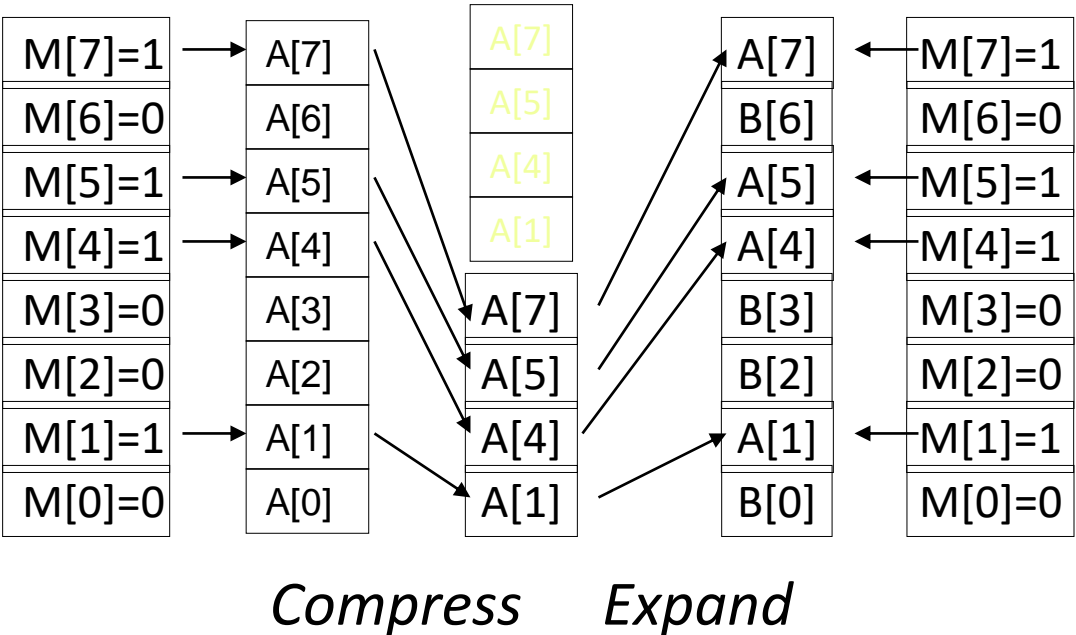 M[7]=1 A[7] A[7] A[7] M[7]=1
M[6]=0 A[6] A[5] B[6] M[6]=0
M[5]=1 A[5] A[4] A[5] M[5]=1
M[4]=1 A[4] A[1] A[4] M[4]=1
M[3]=0 A[3] A[7] B[3] M[3]=0
M[2]=0 A[2] A[5] B[2] M[2]=0
M[1]=1 A[1] A[4] A[1] M[1]=1
M[0]=0 A[0] A[1] B[0] M[0]=0
Compress Expand